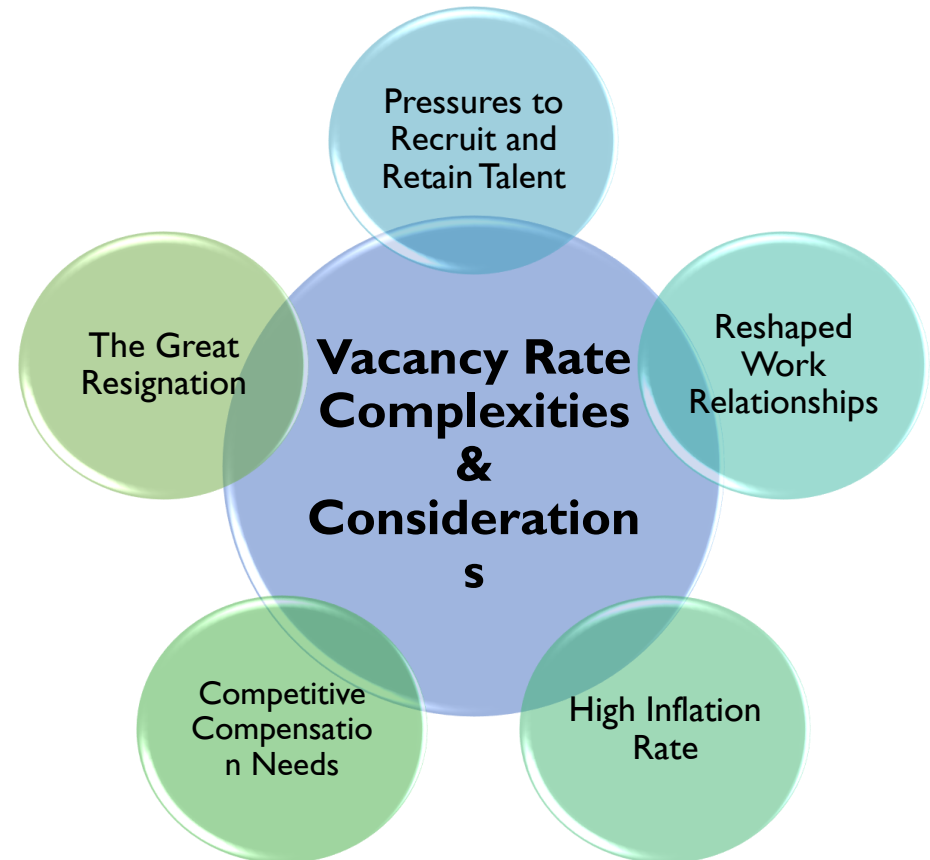 Pressures to
Recruit and
Retain Talent
The Great
Resignation
Vacancy Rate
Complexities
&
Consideration
s
Reshaped
Work
Relationships
Competitive
Compensatio
n Needs
High Inflation
Rate